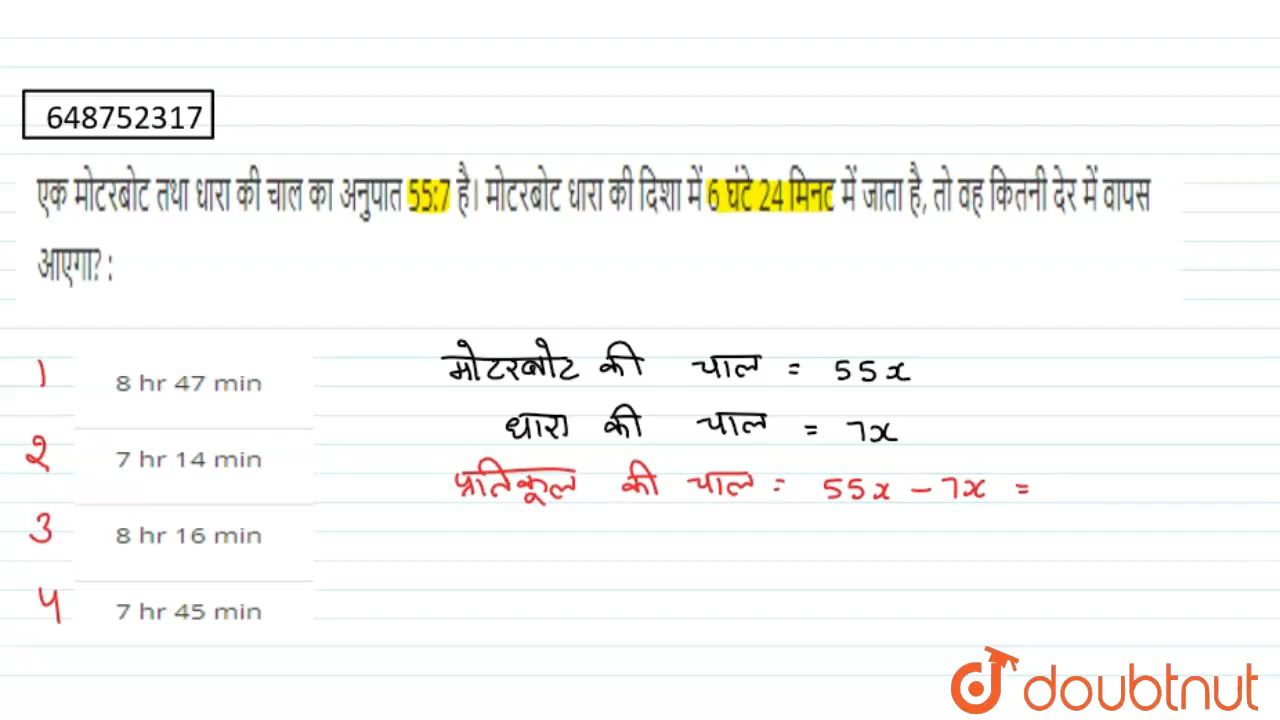 648752317
एक मोटरबोट तथा धारा की चाल का अनुपात 55:7 है। मोटरबोट धारा की दिशा में 6 घंटे 24 मिनट में जाता है, तो वह कितनी देर में वापस
आएगा? :
1 8 hr 47 min
2 7 hr 14 min
3 8 hr 16 min
4 7 hr 45 min
मोटरबोट की चाल = 55x
धारा की चाल = 7x
प्रतिकूल की चाल = 55x - 7x =
doubtnut